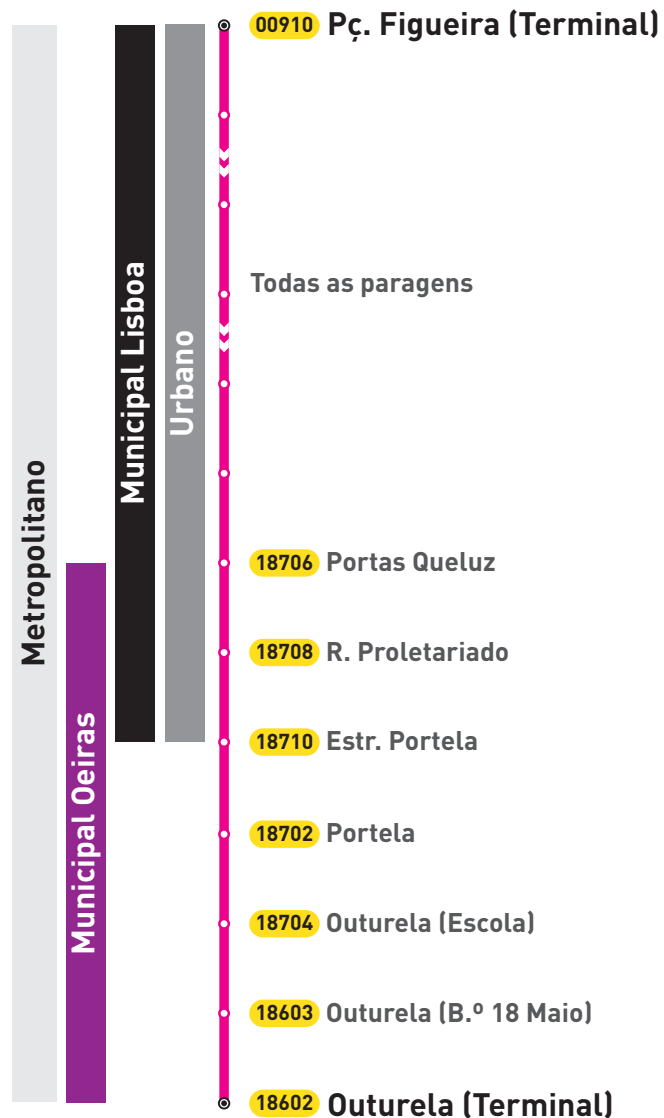 00910 Pç. Figueira (Terminal)
Todas as paragens
Metropolitano
Municipal Oeiras
Municipal Lisboa
Urbano
18706 Portas Queluz
18708 R. Proletariado
18710 Estr. Portela
18702 Portela
18704 Outurela (Escola)
18603 Outurela (B.º 18 Maio)
18602 Outurela (Terminal)